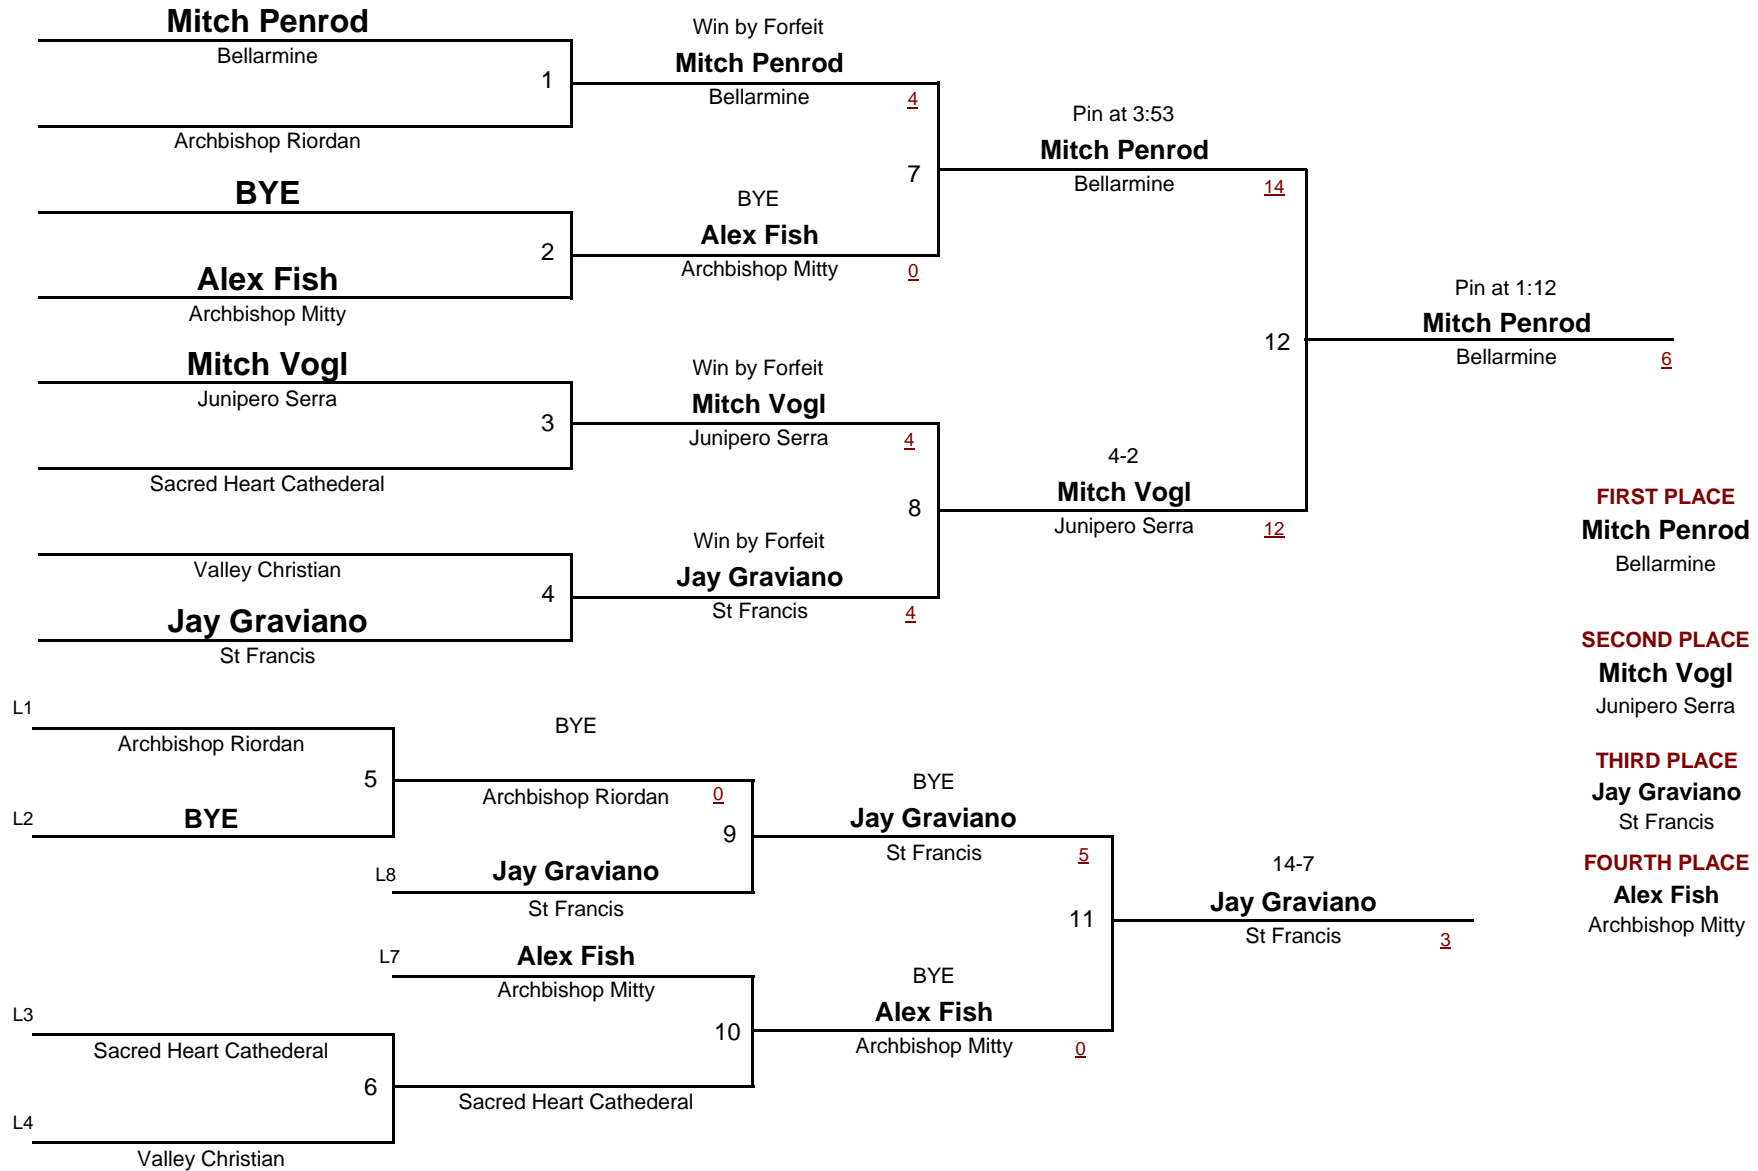 Mitch Penrod
Bellarmine
1
Archbishop Riordan
BYE
2
Alex Fish
Archbishop Mitty
Mitch Vogl
Junipero Serra
3
Sacred Heart Cathederal
Valley Christian
4
Jay Graviano
St Francis
Win by Forfeit
Mitch Penrod
Bellarmine 4
7
BYE
Alex Fish
Archbishop Mitty 0
Win by Forfeit
Mitch Vogl
Junipero Serra 4
8
Win by Forfeit
Jay Graviano
St Francis 4
Pin at 3:53
Mitch Penrod
Bellarmine 14
12
4-2
Mitch Vogl
Junipero Serra 12
Pin at 1:12
Mitch Penrod
Bellarmine 6
FIRST PLACE
Mitch Penrod
Bellarmine
SECOND PLACE
Mitch Vogl
Junipero Serra
THIRD PLACE
Jay Graviano
St Francis
FOURTH PLACE
Alex Fish
Archbishop Mitty
L1
Archbishop Riordan
5
L2 BYE
BYE
Archbishop Riordan 0
9
L8 Jay Graviano
St Francis
L7 Alex Fish
Archbishop Mitty
10
L3
Sacred Heart Cathederal
6
L4
Valley Christian
Sacred Heart Cathederal
BYE
Jay Graviano
St Francis 5
11
BYE
Alex Fish
Archbishop Mitty 0
14-7
Jay Graviano
St Francis 3